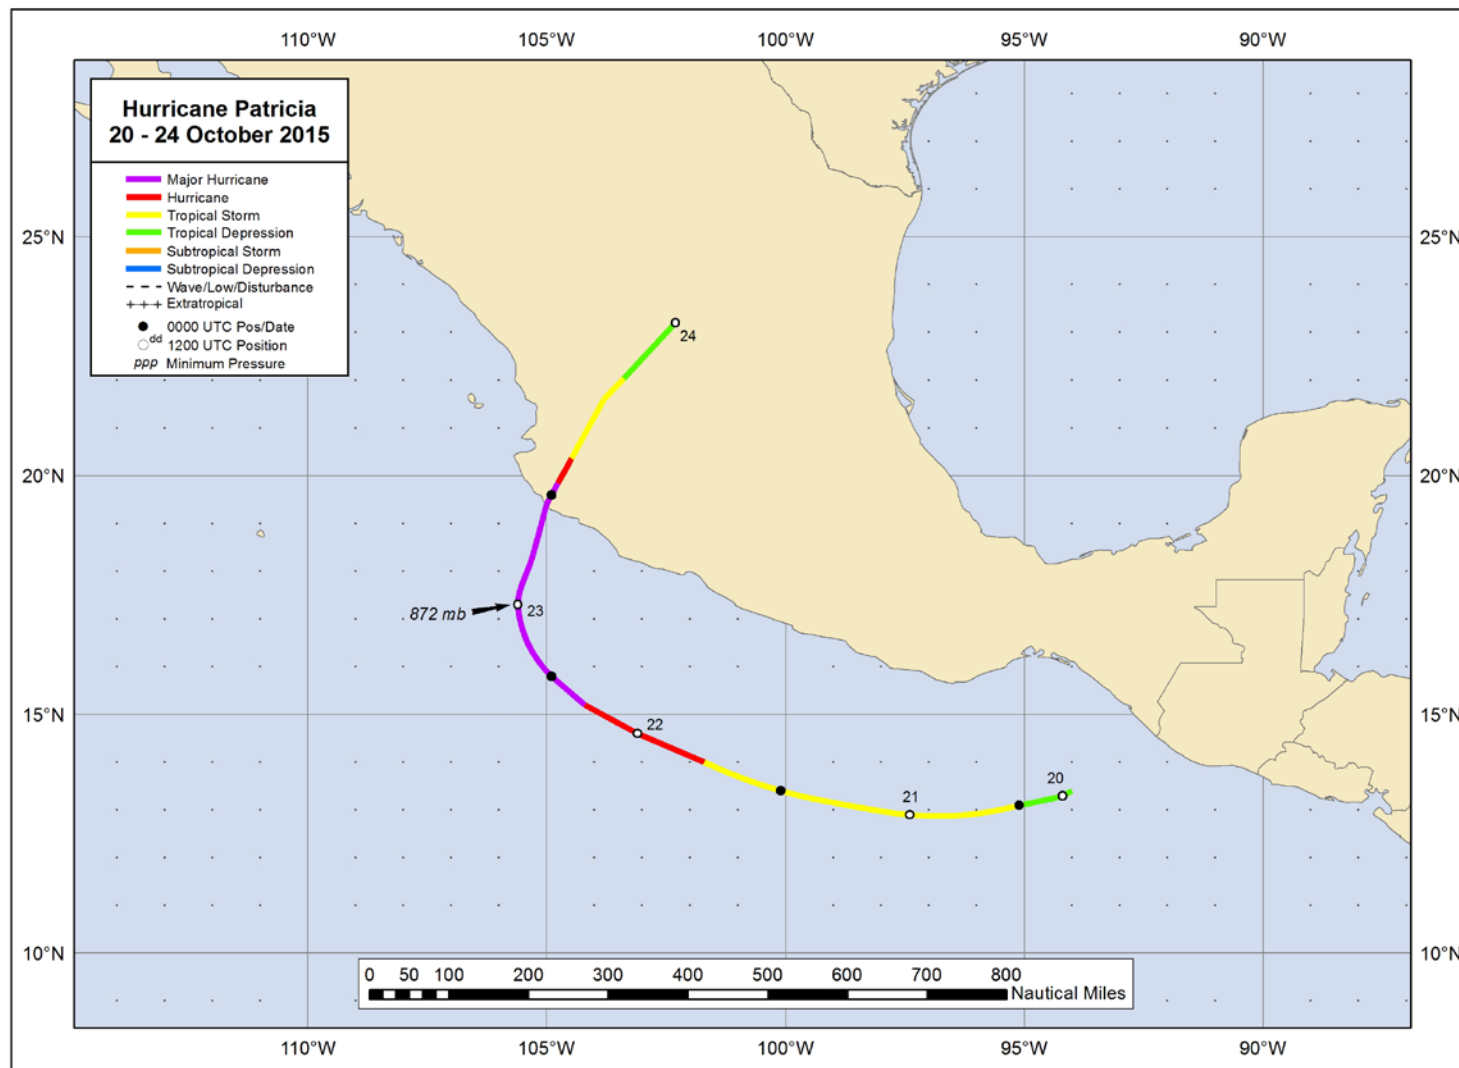 110°W 105°W 100°W 95°W 90°W
Hurricane Patricia
20 - 24 October 2015
Major Hurricane
Hurricane
Tropical Storm
Tropical Depression
Subtropical Storm
Subtropical Depression
Wave/Low/Disturbance
Extratropical
0000 UTC Pos/Date
dd 1200 UTC Position
ppp Minimum Pressure
25°N 25°N
24
20°N 20°N
872 mb 23
15°N 22 15°N
20
21
10°N 10°N
0 50 100 200 300 400 500 600 700 800
Nautical Miles
110°W 105°W 100°W 95°W 90°W